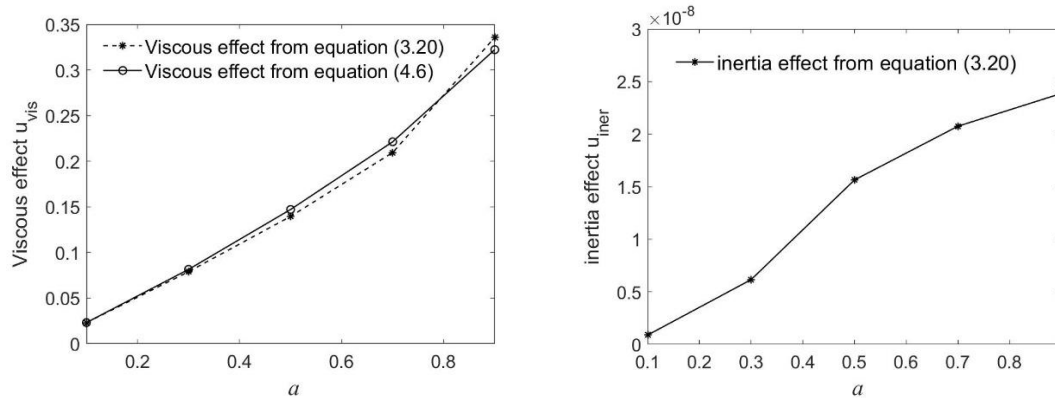 0.35
0.3
0.25
0.2
0.15
0.1
0.05
0
Viscous effect u_vis
Viscous effect from equation (3.20)
Viscous effect from equation (4.6)
0.2 0.4 0.6 0.8
a
×10⁻⁸
3
2.5
2
1.5
1
0.5
0
inertia effect u_iner
inertia effect from equation (3.20)
0.1 0.2 0.3 0.4 0.5 0.6 0.7 0.8
a